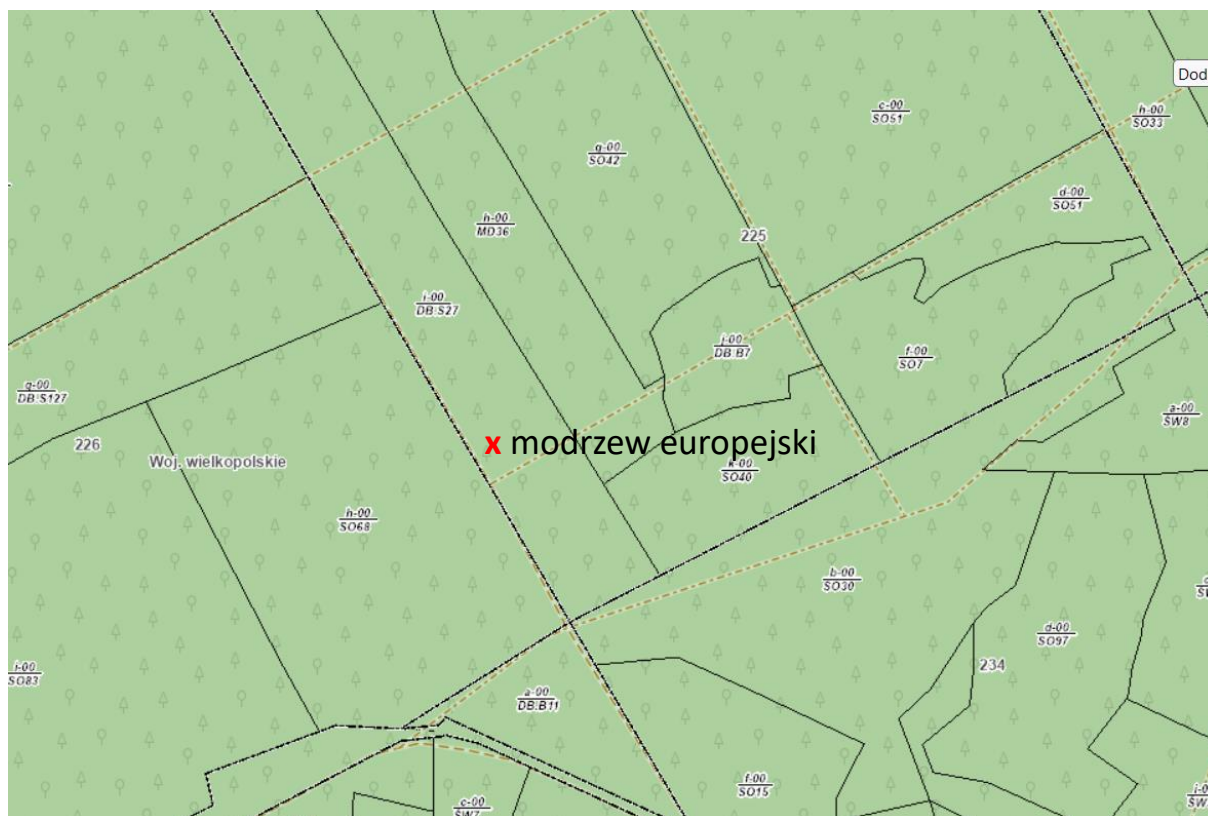 Dod
c-00
SO51
h-00
SO33
g-00
SO42
d-00
SO51
h-00
MD36
225
i-00
DB:S27
j-00
DB:B7
f-00
SO7
g-00
DB:S127
a-00
ŚW8
226
x modrzew europejski
Woj. wielkopolskie
k-00
SO40
h-00
SO68
b-00
SO30
d-00
SO97
i-00
SO83
234
a-00
DB:B11
f-00
SO15
c-00
ŚW7